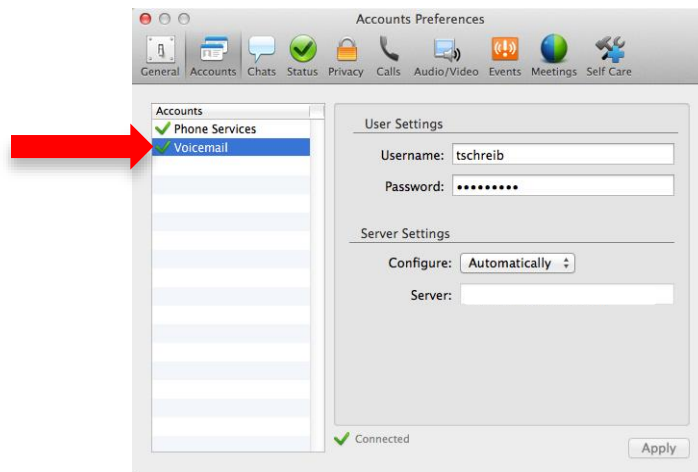 Accounts Preferences
General Accounts Chats Status Privacy Calls Audio/Video Events Meetings Self Care
Accounts
Phone Services
Voicemail
User Settings
Username: tschreib
Password: •••••••••
Server Settings
Configure: Automatically
Server:
Connected
Apply